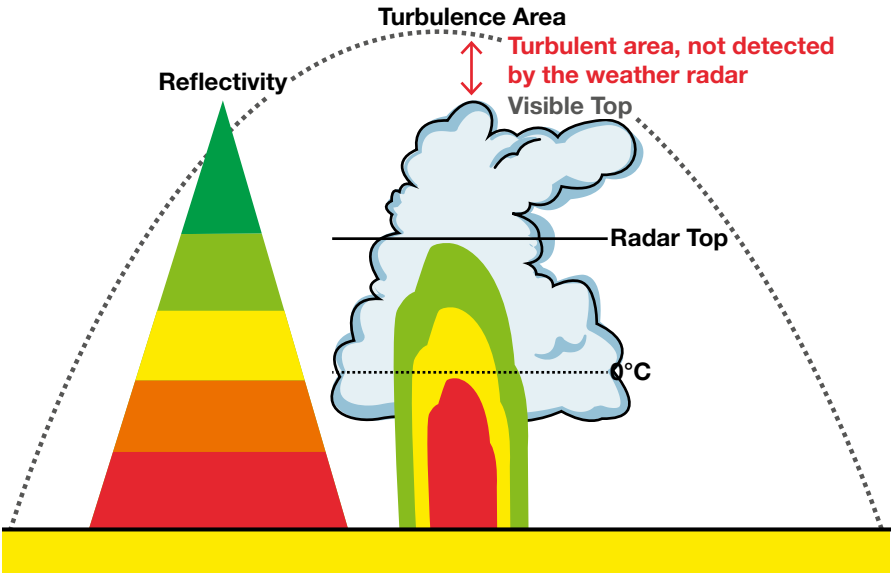 Turbulence Area
Turbulent area, not detected
by the weather radar
Reflectivity
Visible Top
Radar Top
0°C